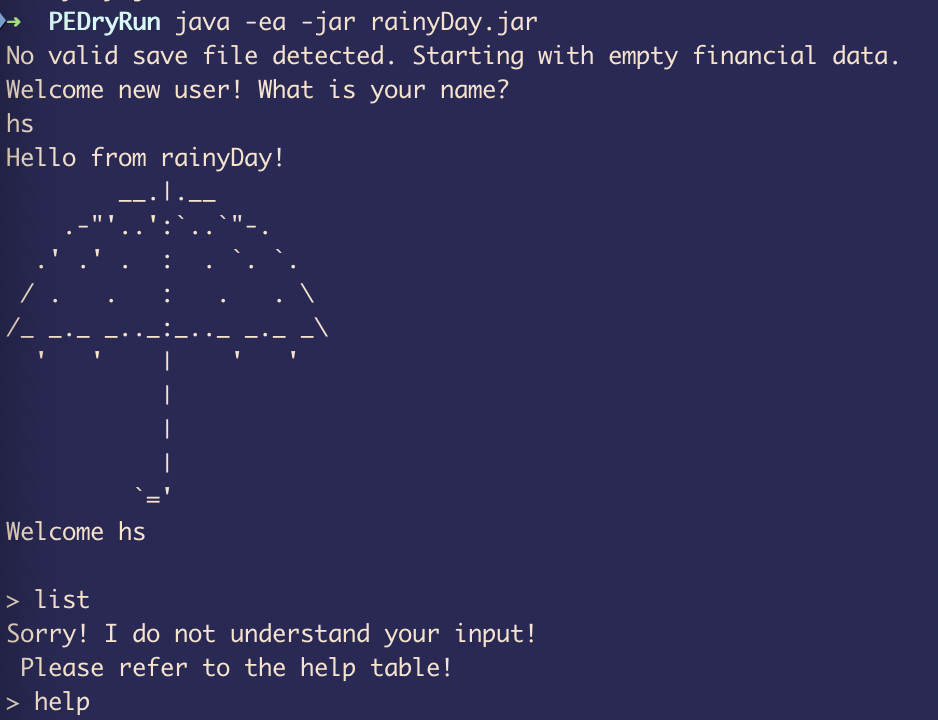 ➜  PEDryRun java -ea -jar rainyDay.jar
No valid save file detected. Starting with empty financial data.
Welcome new user! What is your name?
hs
Hello from rainyDay!
        __.|.__
    .-"'..':`..`"-.
  .' .' .  :  . `. `.
 / .   .   :   .   . \
/_ _._ _.._:_.._ _._ _\
  '   '    |    '   '
           |
           |
           |
         `='
Welcome hs

> list
Sorry! I do not understand your input!
 Please refer to the help table!
> help